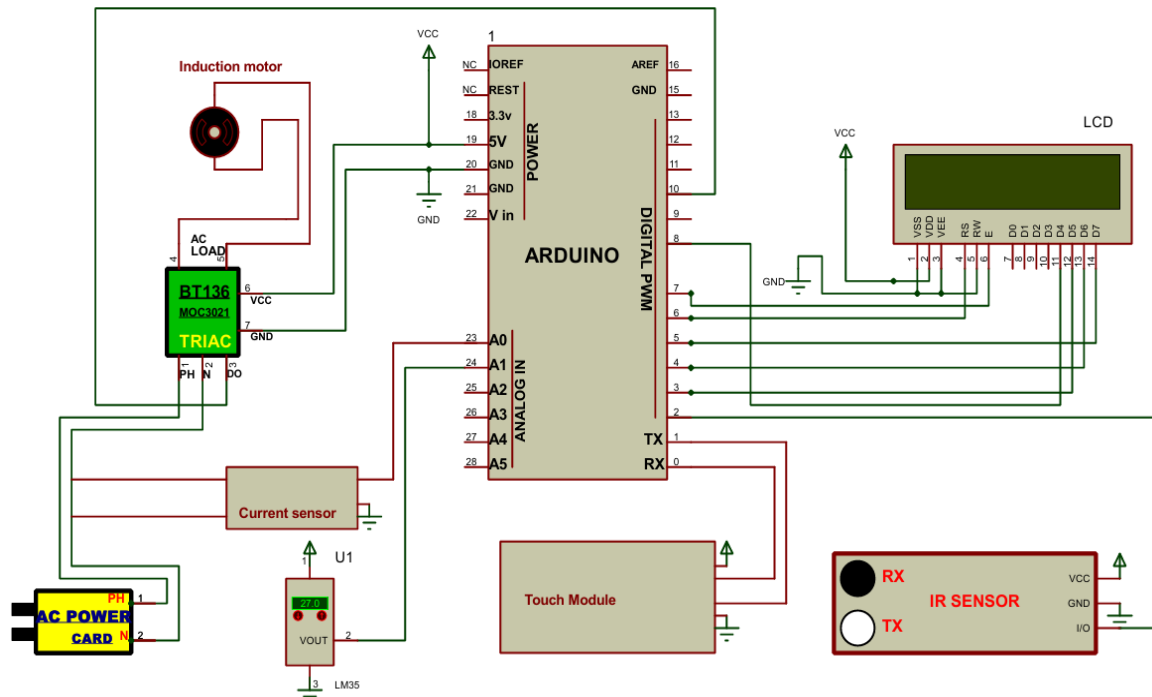 Induction motor
AC
LOAD
4
5
BT136
MOC3021
TRIAC
6
VCC
7
GND
1
2
3
PH
N
DO
VCC
GND
1
NC
IOREF
NC
REST
18
3.3v
19
5V
20
GND
21
GND
22
V in
POWER
ARDUINO
23
A0
24
A1
25
A2
26
A3
27
A4
28
A5
ANALOG IN
AREF
16
GND
15
13
12
11
10
9
8
7
6
5
4
3
2
TX
1
RX
0
DIGITAL PWM
LCD
VCC
GND
VSS
VDD
VEE
RS
RW
E
D0
D1
D2
D3
D4
D5
D6
D7
1
2
3
4
5
6
7
8
9
10
11
12
13
14
Current sensor
PH
1
AC POWER
CARD
N
2
U1
1
27.0
VOUT
2
3
LM35
Touch Module
RX
TX
IR SENSOR
VCC
GND
I/O